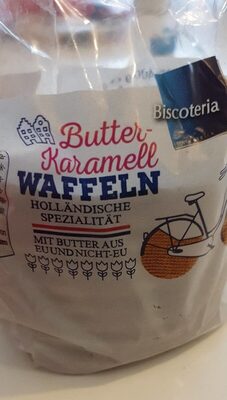 Biscoteria
Butter-
Karamell
WAFFELN
HOLLÄNDISCHE
SPEZIALITÄT
MIT BUTTER AUS
EU UND NICHT-EU